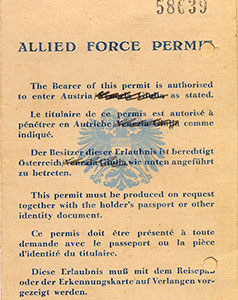 58639
ALLIED FORCE PERMIT
The Bearer of this permit is authorised
to enter Austria, Venezia Giulia as stated.
Le titulaire de ce permis est autorisé à
pénétrer en Autriche, Venezia Giulia comme
indiqué.
Der Besitzer dieser Erlaubnis ist berechtigt
Österreich/Venezia Giulia wie unten angeführt
zu betreten.
This permit must be produced on request
together with the holder's passport or other
identity document.
Ce permis doit être présenté à toute
demande avec le passeport ou la pièce
d'identité du titulaire.
Diese Erlaubnis muß mit dem Reisepaß
oder der Erkennungskarte auf Verlangen vor-
gezeigt werden.